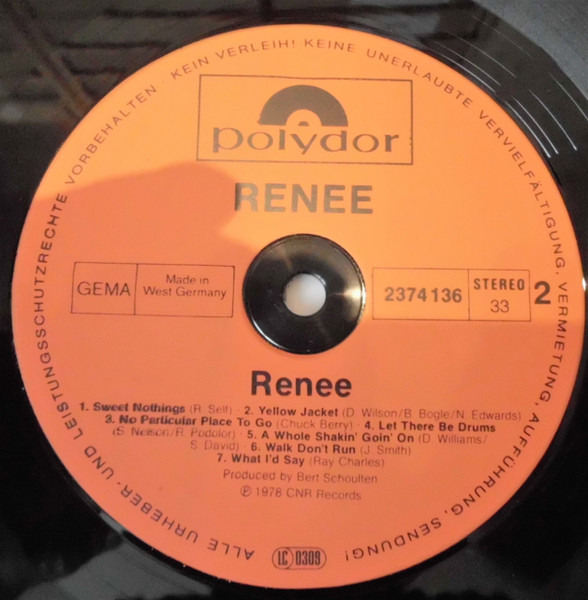 ALLE URHEBER- UND LEISTUNGSSCHUTZRECHTE VORBEHALTEN · KEIN VERLEIH! KEINE UNERLAUBTE VERVIELFÄLTIGUNG, VERMIETUNG, AUFFÜHRUNG, SENDUNG!
polydor
RENEE
GEMA
Made in
West Germany
2374 136
STEREO
33
2
Renee
1. Sweet Nothings (R. Self) · 2. Yellow Jacket (D. Wilson/B. Bogle/N. Edwards)
3. No Particular Place To Go (Chuck Berry) · 4. Let There Be Drums
(S. Nelson/R. Podolor) · 5. A Whole Shakin' Goin' On (D. Williams/
S. David) · 6. Walk Don't Run (J. Smith)
7. What I'd Say (Ray Charles)
Produced by Bert Schoulten
℗ 1978 CNR Records
LC 0309